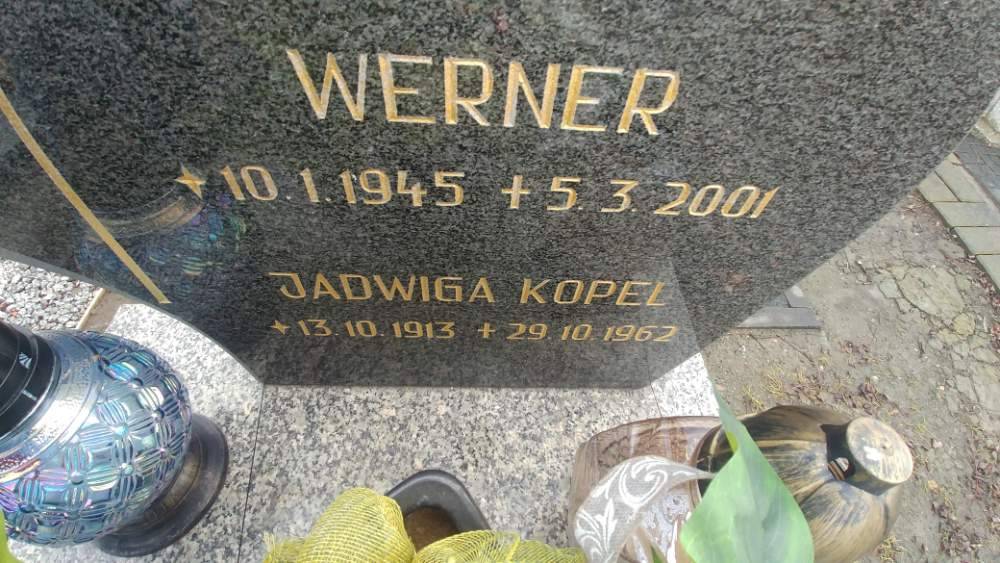 WERNER
10.1.1945 + 5.3.2001
JADWIGA KOPEL
13.10.1913 + 29.10.1962